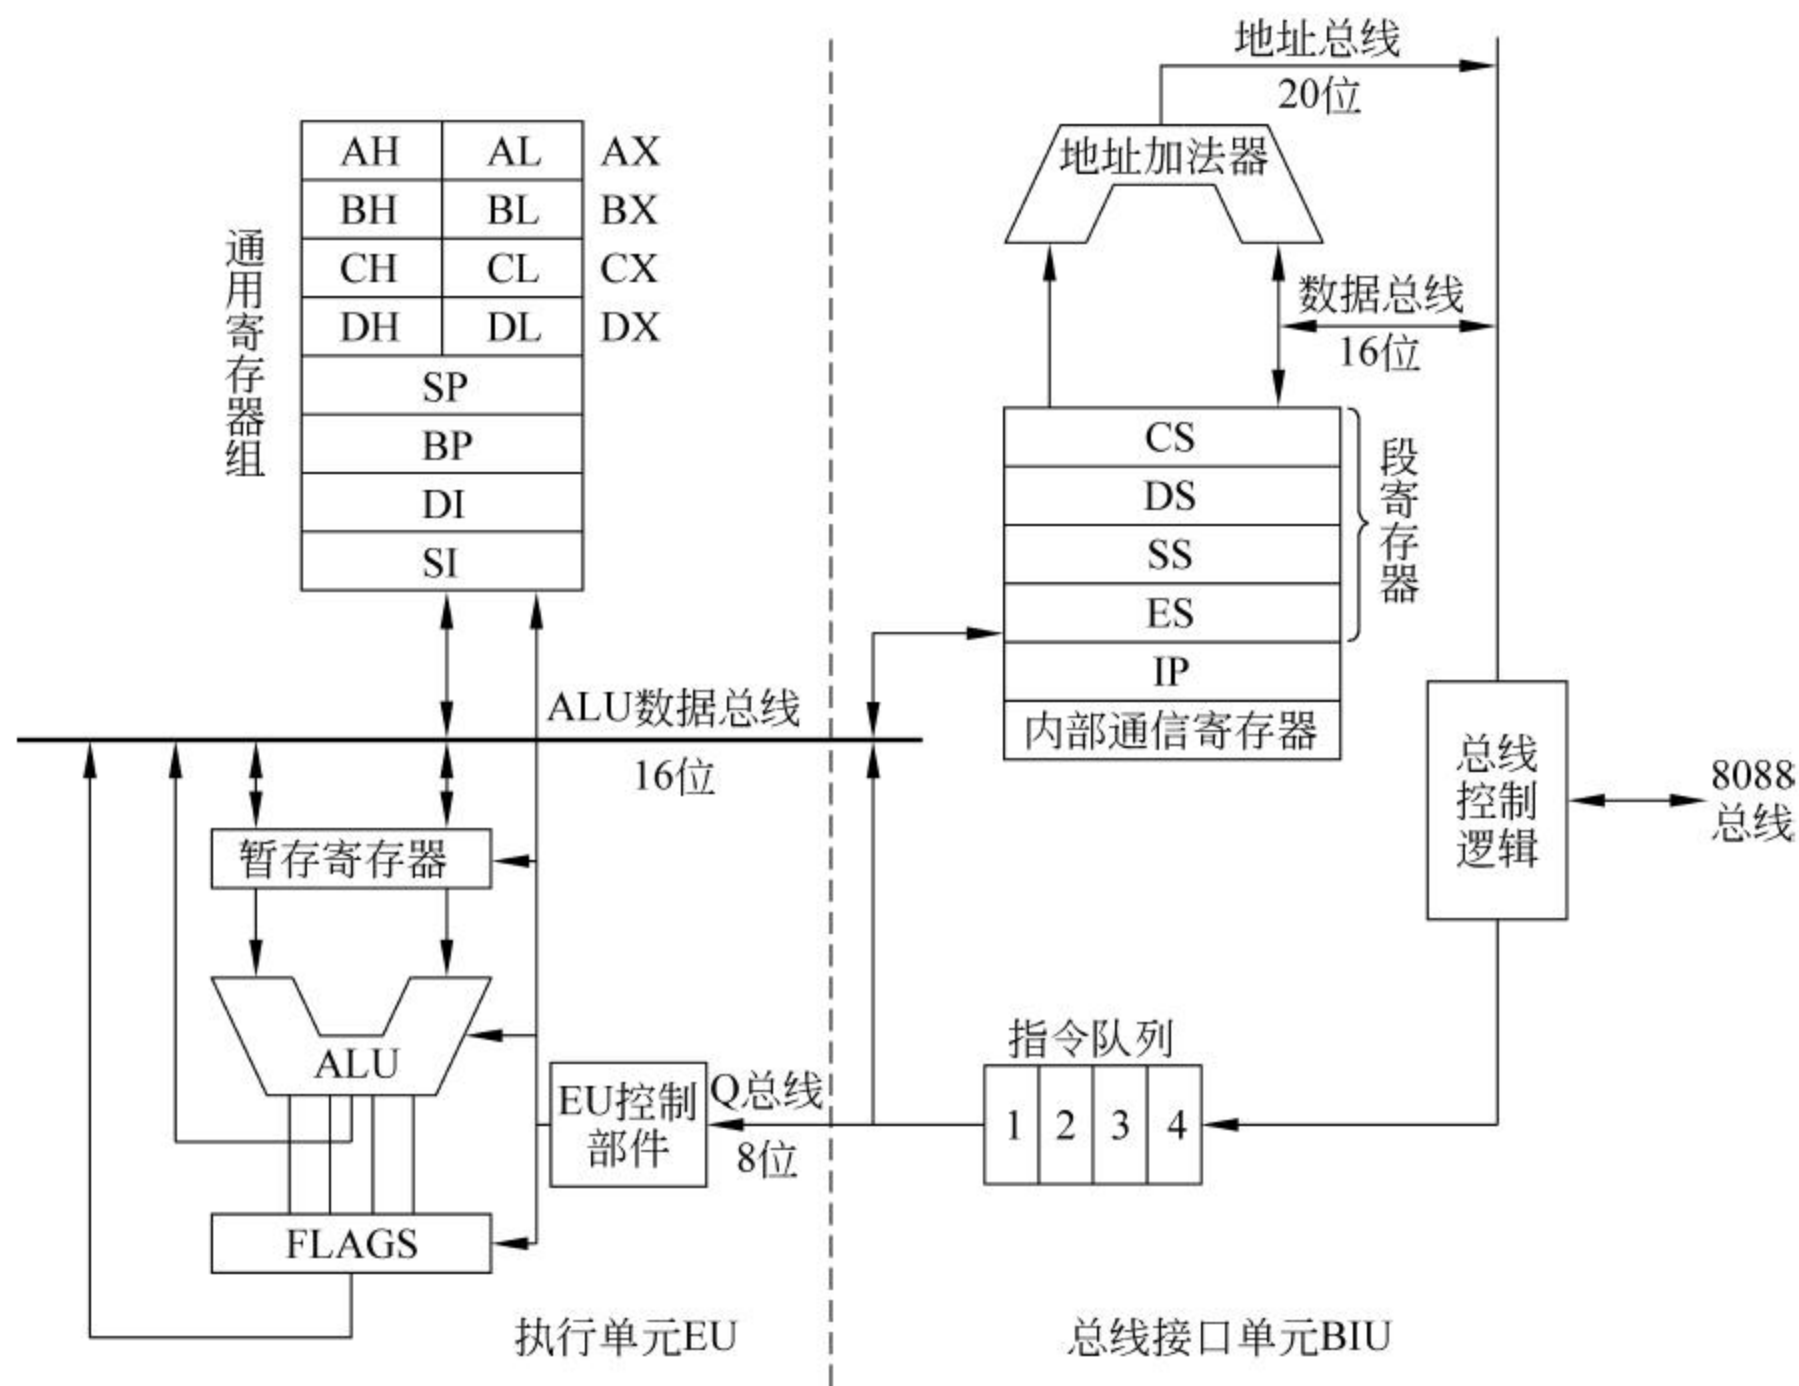 地址总线
20位
地址加法器
AH AL AX
BH BL BX
CH CL CX
DH DL DX
SP
BP
DI
SI
通用寄存器组
数据总线
16位
CS
DS
SS
ES
IP
内部通信寄存器
段寄存器
ALU数据总线
16位
总线
控制
逻辑
8088
总线
暂存寄存器
ALU
FLAGS
EU控制
部件
Q总线
8位
指令队列
1 2 3 4
执行单元EU
总线接口单元BIU